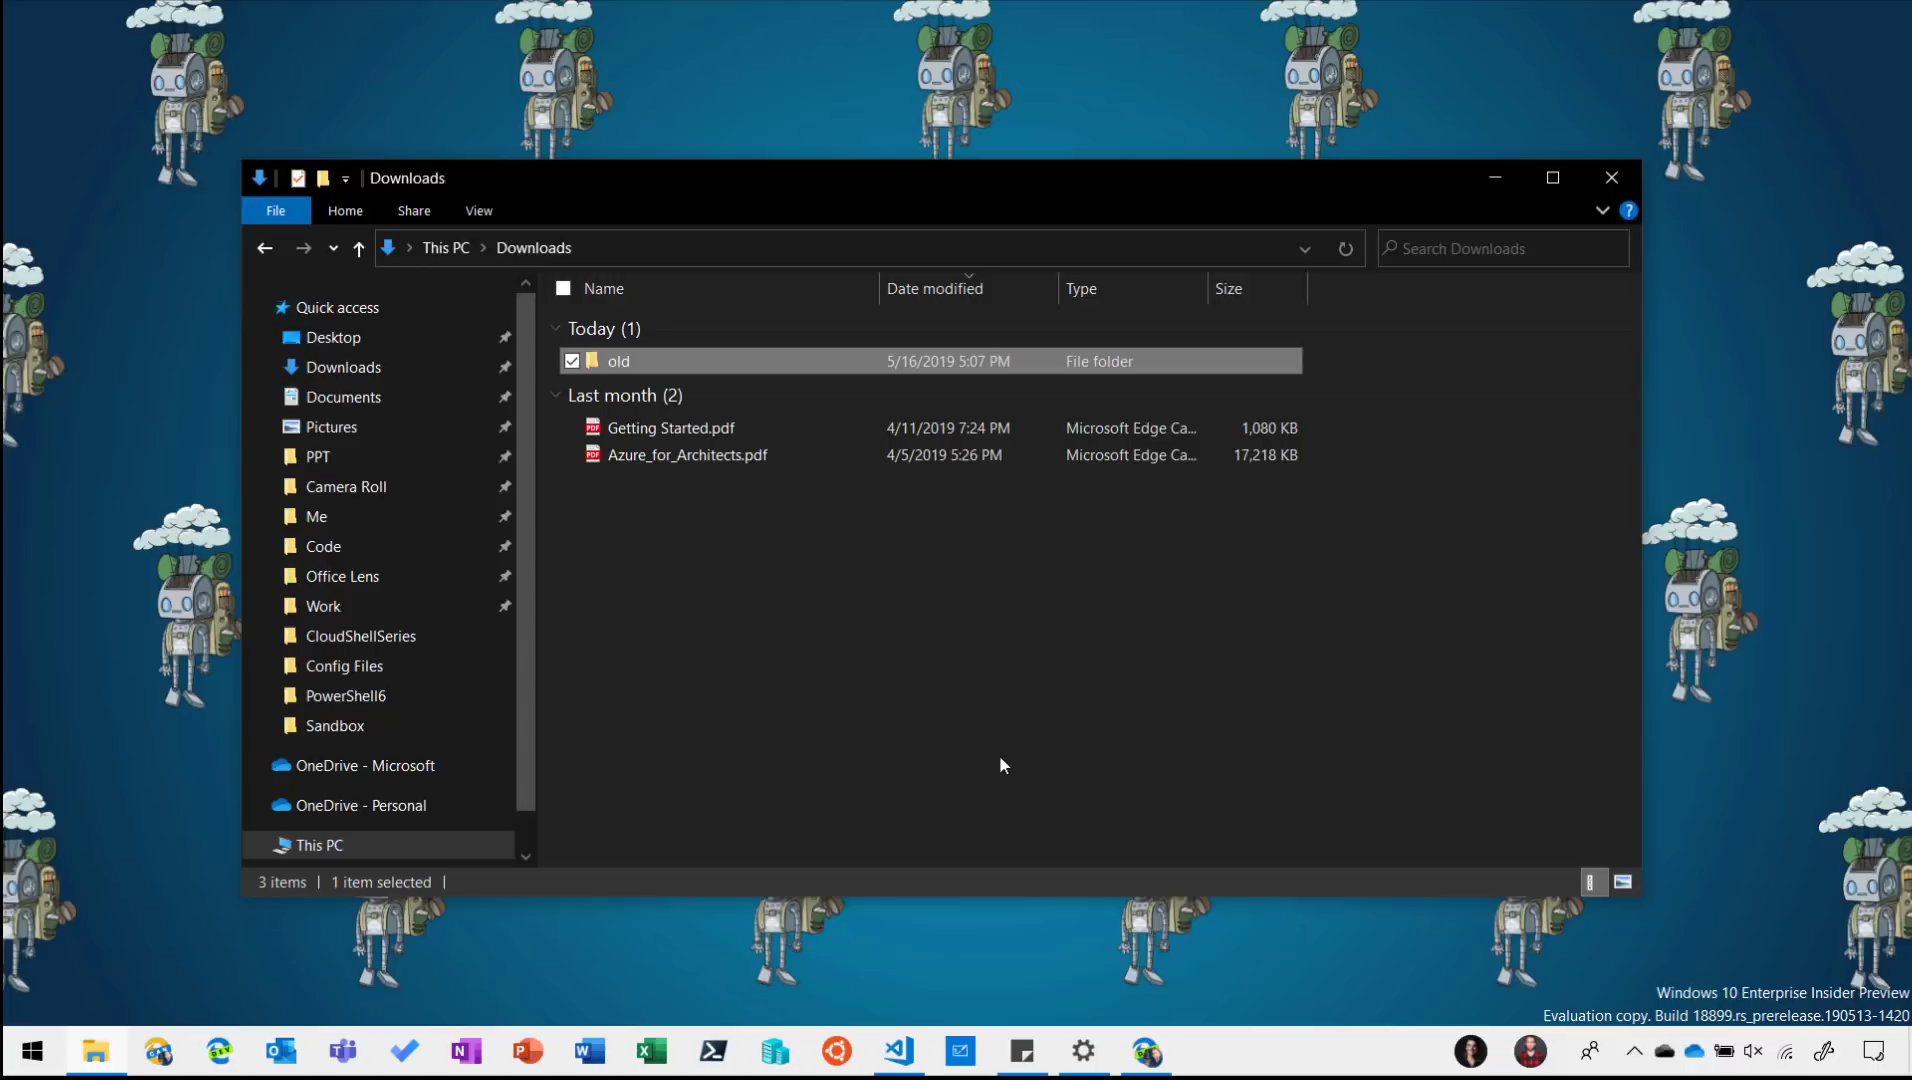 Downloads
File Home Share View
This PC Downloads
Search Downloads
Name Date modified Type Size
Quick access
Desktop
Downloads
Documents
Pictures
PPT
Camera Roll
Me
Code
Office Lens
Work
CloudShellSeries
Config Files
PowerShell6
Sandbox
OneDrive - Microsoft
OneDrive - Personal
This PC
Today (1)
old 5/16/2019 5:07 PM File folder
Last month (2)
Getting Started.pdf 4/11/2019 7:24 PM Microsoft Edge Ca... 1,080 KB
Azure_for_Architects.pdf 4/5/2019 5:26 PM Microsoft Edge Ca... 17,218 KB
3 items 1 item selected
Windows 10 Enterprise Insider Preview
Evaluation copy. Build 18899.rs_prerelease.190513-1420